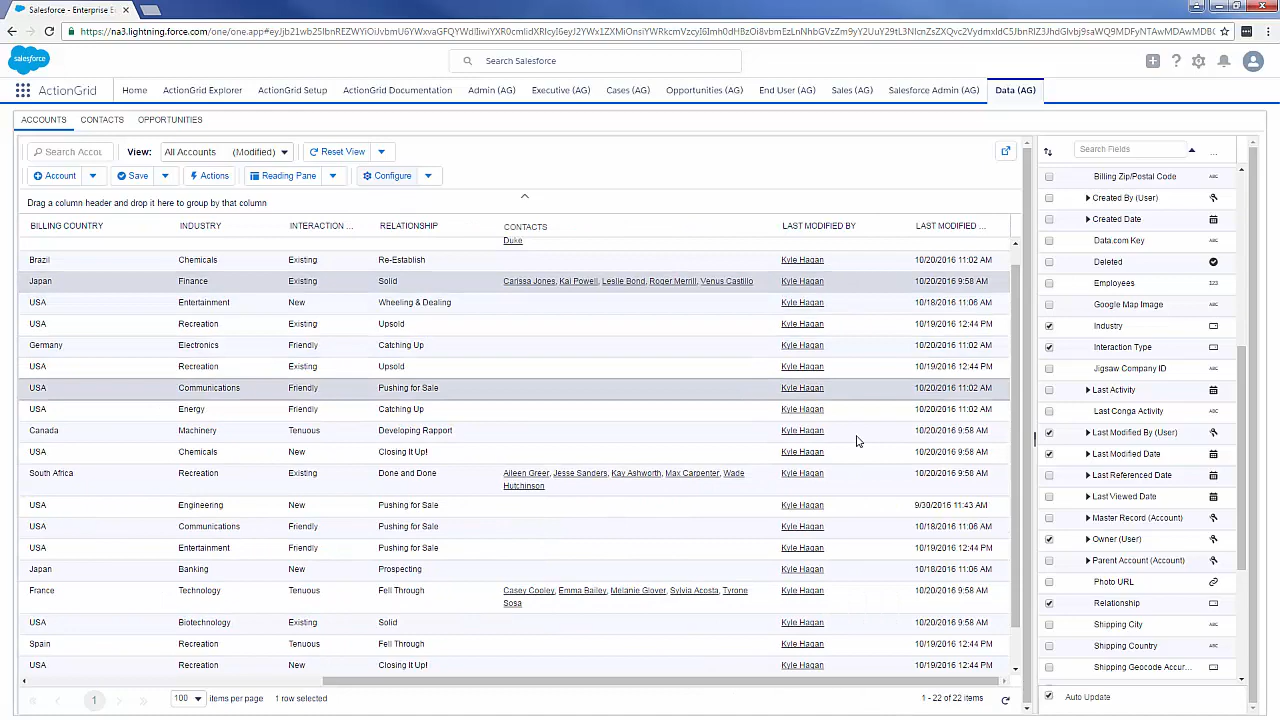 Salesforce - Enterprise E
salesforce
Search Salesforce
ActionGrid Home ActionGrid Explorer ActionGrid Setup ActionGrid Documentation Admin (AG) Executive (AG) Cases (AG) Opportunities (AG) End User (AG) Sales (AG) Salesforce Admin (AG) Data (AG)
ACCOUNTS CONTACTS OPPORTUNITIES
Search Accou View: All Accounts (Modified) Reset View
Account Save Actions Reading Pane Configure
Drag a column header and drop it here to group by that column
BILLING COUNTRY INDUSTRY INTERACTION ... RELATIONSHIP CONTACTS LAST MODIFIED BY LAST MODIFIED ...
Duke
Brazil Chemicals Existing Re-Establish Kyle Hagan 10/20/2016 11:02 AM
Japan Finance Existing Solid Carissa Jones, Kai Powell, Leslie Bond, Roger Merrill, Venus Castillo Kyle Hagan 10/20/2016 9:58 AM
USA Entertainment New Wheeling & Dealing Kyle Hagan 10/18/2016 11:06 AM
USA Recreation Existing Upsold Kyle Hagan 10/19/2016 12:44 PM
Germany Electronics Friendly Catching Up Kyle Hagan 10/20/2016 11:02 AM
USA Recreation Existing Upsold Kyle Hagan 10/19/2016 12:44 PM
USA Communications Friendly Pushing for Sale Kyle Hagan 10/20/2016 11:02 AM
USA Energy Friendly Catching Up Kyle Hagan 10/20/2016 11:02 AM
Canada Machinery Tenuous Developing Rapport Kyle Hagan 10/20/2016 9:58 AM
USA Chemicals New Closing It Up! Kyle Hagan 10/20/2016 9:58 AM
South Africa Recreation Existing Done and Done Aileen Greer, Jesse Sanders, Kay Ashworth, Max Carpenter, Wade Kyle Hagan 10/20/2016 9:58 AM
Hutchinson
USA Engineering New Pushing for Sale Kyle Hagan 9/30/2016 11:43 AM
USA Communications Friendly Pushing for Sale Kyle Hagan 10/18/2016 11:06 AM
USA Entertainment Friendly Pushing for Sale Kyle Hagan 10/19/2016 12:44 PM
Japan Banking New Prospecting Kyle Hagan 10/18/2016 11:06 AM
France Technology Tenuous Fell Through Casey Cooley, Emma Bailey, Melanie Glover, Sylvia Acosta, Tyrone Kyle Hagan 10/20/2016 9:58 AM
Sosa
USA Biotechnology Existing Solid Kyle Hagan 10/20/2016 9:58 AM
Spain Recreation Tenuous Fell Through Kyle Hagan 10/19/2016 12:44 PM
USA Recreation New Closing It Up! Kyle Hagan 10/19/2016 12:44 PM
1 100 items per page 1 row selected 1 - 22 of 22 items
Search Fields ...
Billing Zip/Postal Code ABC
Created By (User)
Created Date
Data.com Key ABC
Deleted
Employees 123
Google Map Image ABC
Industry
Interaction Type
Jigsaw Company ID ABC
Last Activity
Last Conga Activity ABC
Last Modified By (User)
Last Modified Date
Last Referenced Date
Last Viewed Date
Master Record (Account)
Owner (User)
Parent Account (Account)
Photo URL
Relationship
Shipping City ABC
Shipping Country ABC
Shipping Geocode Accur...
Auto Update